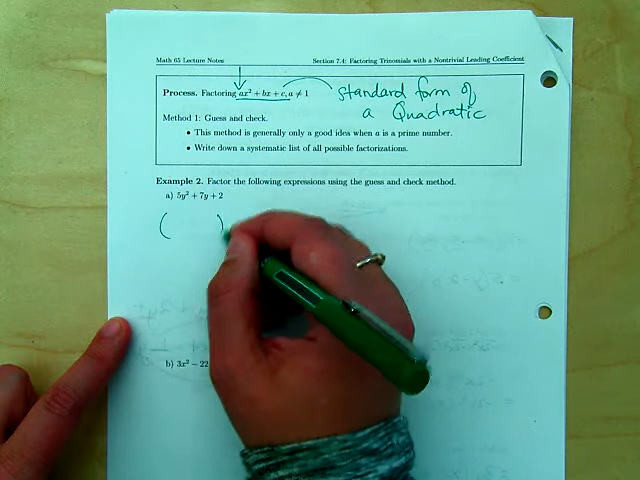 Math 65 Lecture Notes Section 7.4: Factoring Trinomials with a Nontrivial Leading Coefficient
Process. Factoring ax² + bx + c, a ≠ 1 standard form of
a Quadratic
Method 1: Guess and check.
• This method is generally only a good idea when a is a prime number.
• Write down a systematic list of all possible factorizations.
Example 2. Factor the following expressions using the guess and check method.
a) 5y² + 7y + 2
( )
b) 3x² − 22